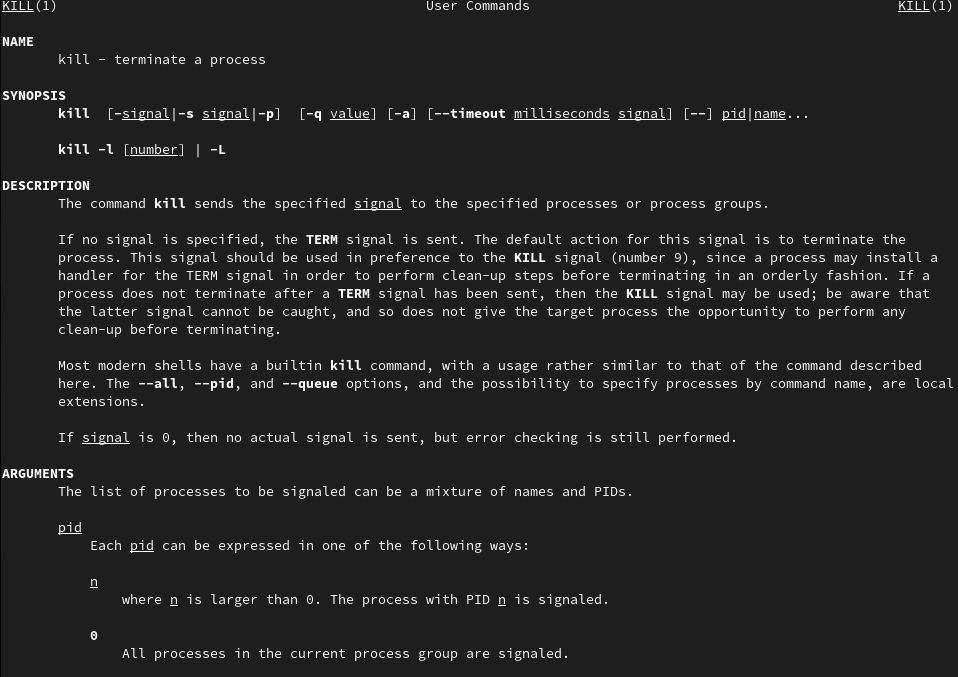 KILL(1) User Commands KILL(1)
NAME
kill - terminate a process
SYNOPSIS
kill [-signal|-s signal|-p] [-q value] [-a] [--timeout milliseconds signal] [--] pid|name...
kill -l [number] | -L
DESCRIPTION
The command kill sends the specified signal to the specified processes or process groups.
If no signal is specified, the TERM signal is sent. The default action for this signal is to terminate the
process. This signal should be used in preference to the KILL signal (number 9), since a process may install a
handler for the TERM signal in order to perform clean-up steps before terminating in an orderly fashion. If a
process does not terminate after a TERM signal has been sent, then the KILL signal may be used; be aware that
the latter signal cannot be caught, and so does not give the target process the opportunity to perform any
clean-up before terminating.
Most modern shells have a builtin kill command, with a usage rather similar to that of the command described
here. The --all, --pid, and --queue options, and the possibility to specify processes by command name, are local
extensions.
If signal is 0, then no actual signal is sent, but error checking is still performed.
ARGUMENTS
The list of processes to be signaled can be a mixture of names and PIDs.
pid
Each pid can be expressed in one of the following ways:
n
where n is larger than 0. The process with PID n is signaled.
0
All processes in the current process group are signaled.